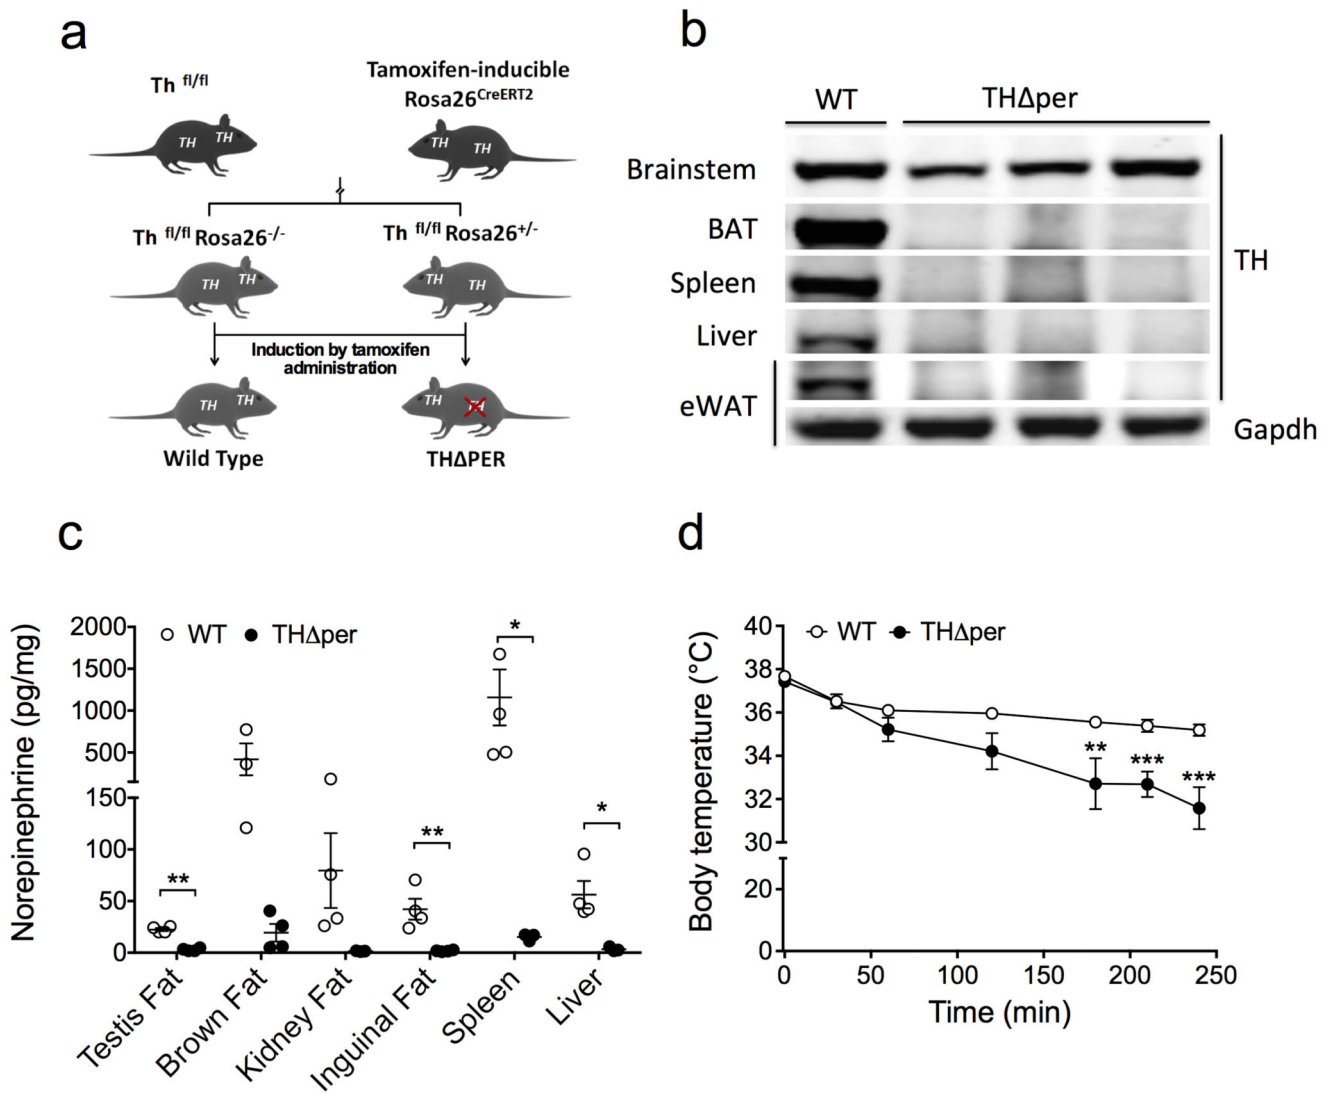 a
Th fl/fl
Tamoxifen-inducible
Rosa26CreERT2
TH TH
TH TH
Th fl/fl Rosa26-/-
Th fl/fl Rosa26+/-
TH TH
TH TH
Induction by tamoxifen
administration
TH TH
TH
Wild Type
THΔPER
b
WT
THΔper
Brainstem
BAT
Spleen
Liver
eWAT
TH
Gapdh
c
Norepinephrine (pg/mg)
WT
THΔper
2000
1500
1000
500
150
100
50
0
**
**
*
*
Testis Fat
Brown Fat
Kidney Fat
Inguinal Fat
Spleen
Liver
d
Body temperature (°C)
WT
THΔper
40
38
36
34
32
30
20
0
**
***
***
0
50
100
150
200
250
Time (min)